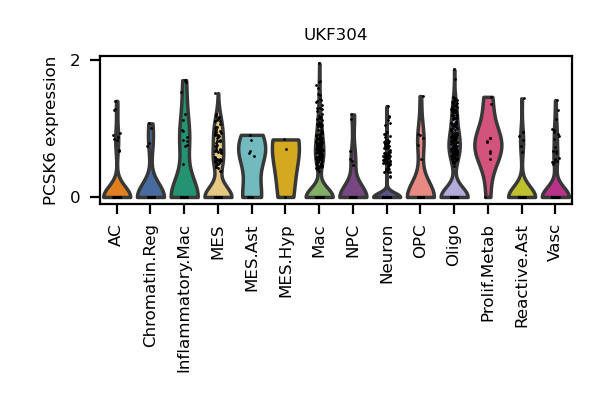 UKF304
PCSK6 expression
2
0
AC
Chromatin.Reg
Inflammatory.Mac
MES
MES.Ast
MES.Hyp
Mac
NPC
Neuron
OPC
Oligo
Prolif.Metab
Reactive.Ast
Vasc